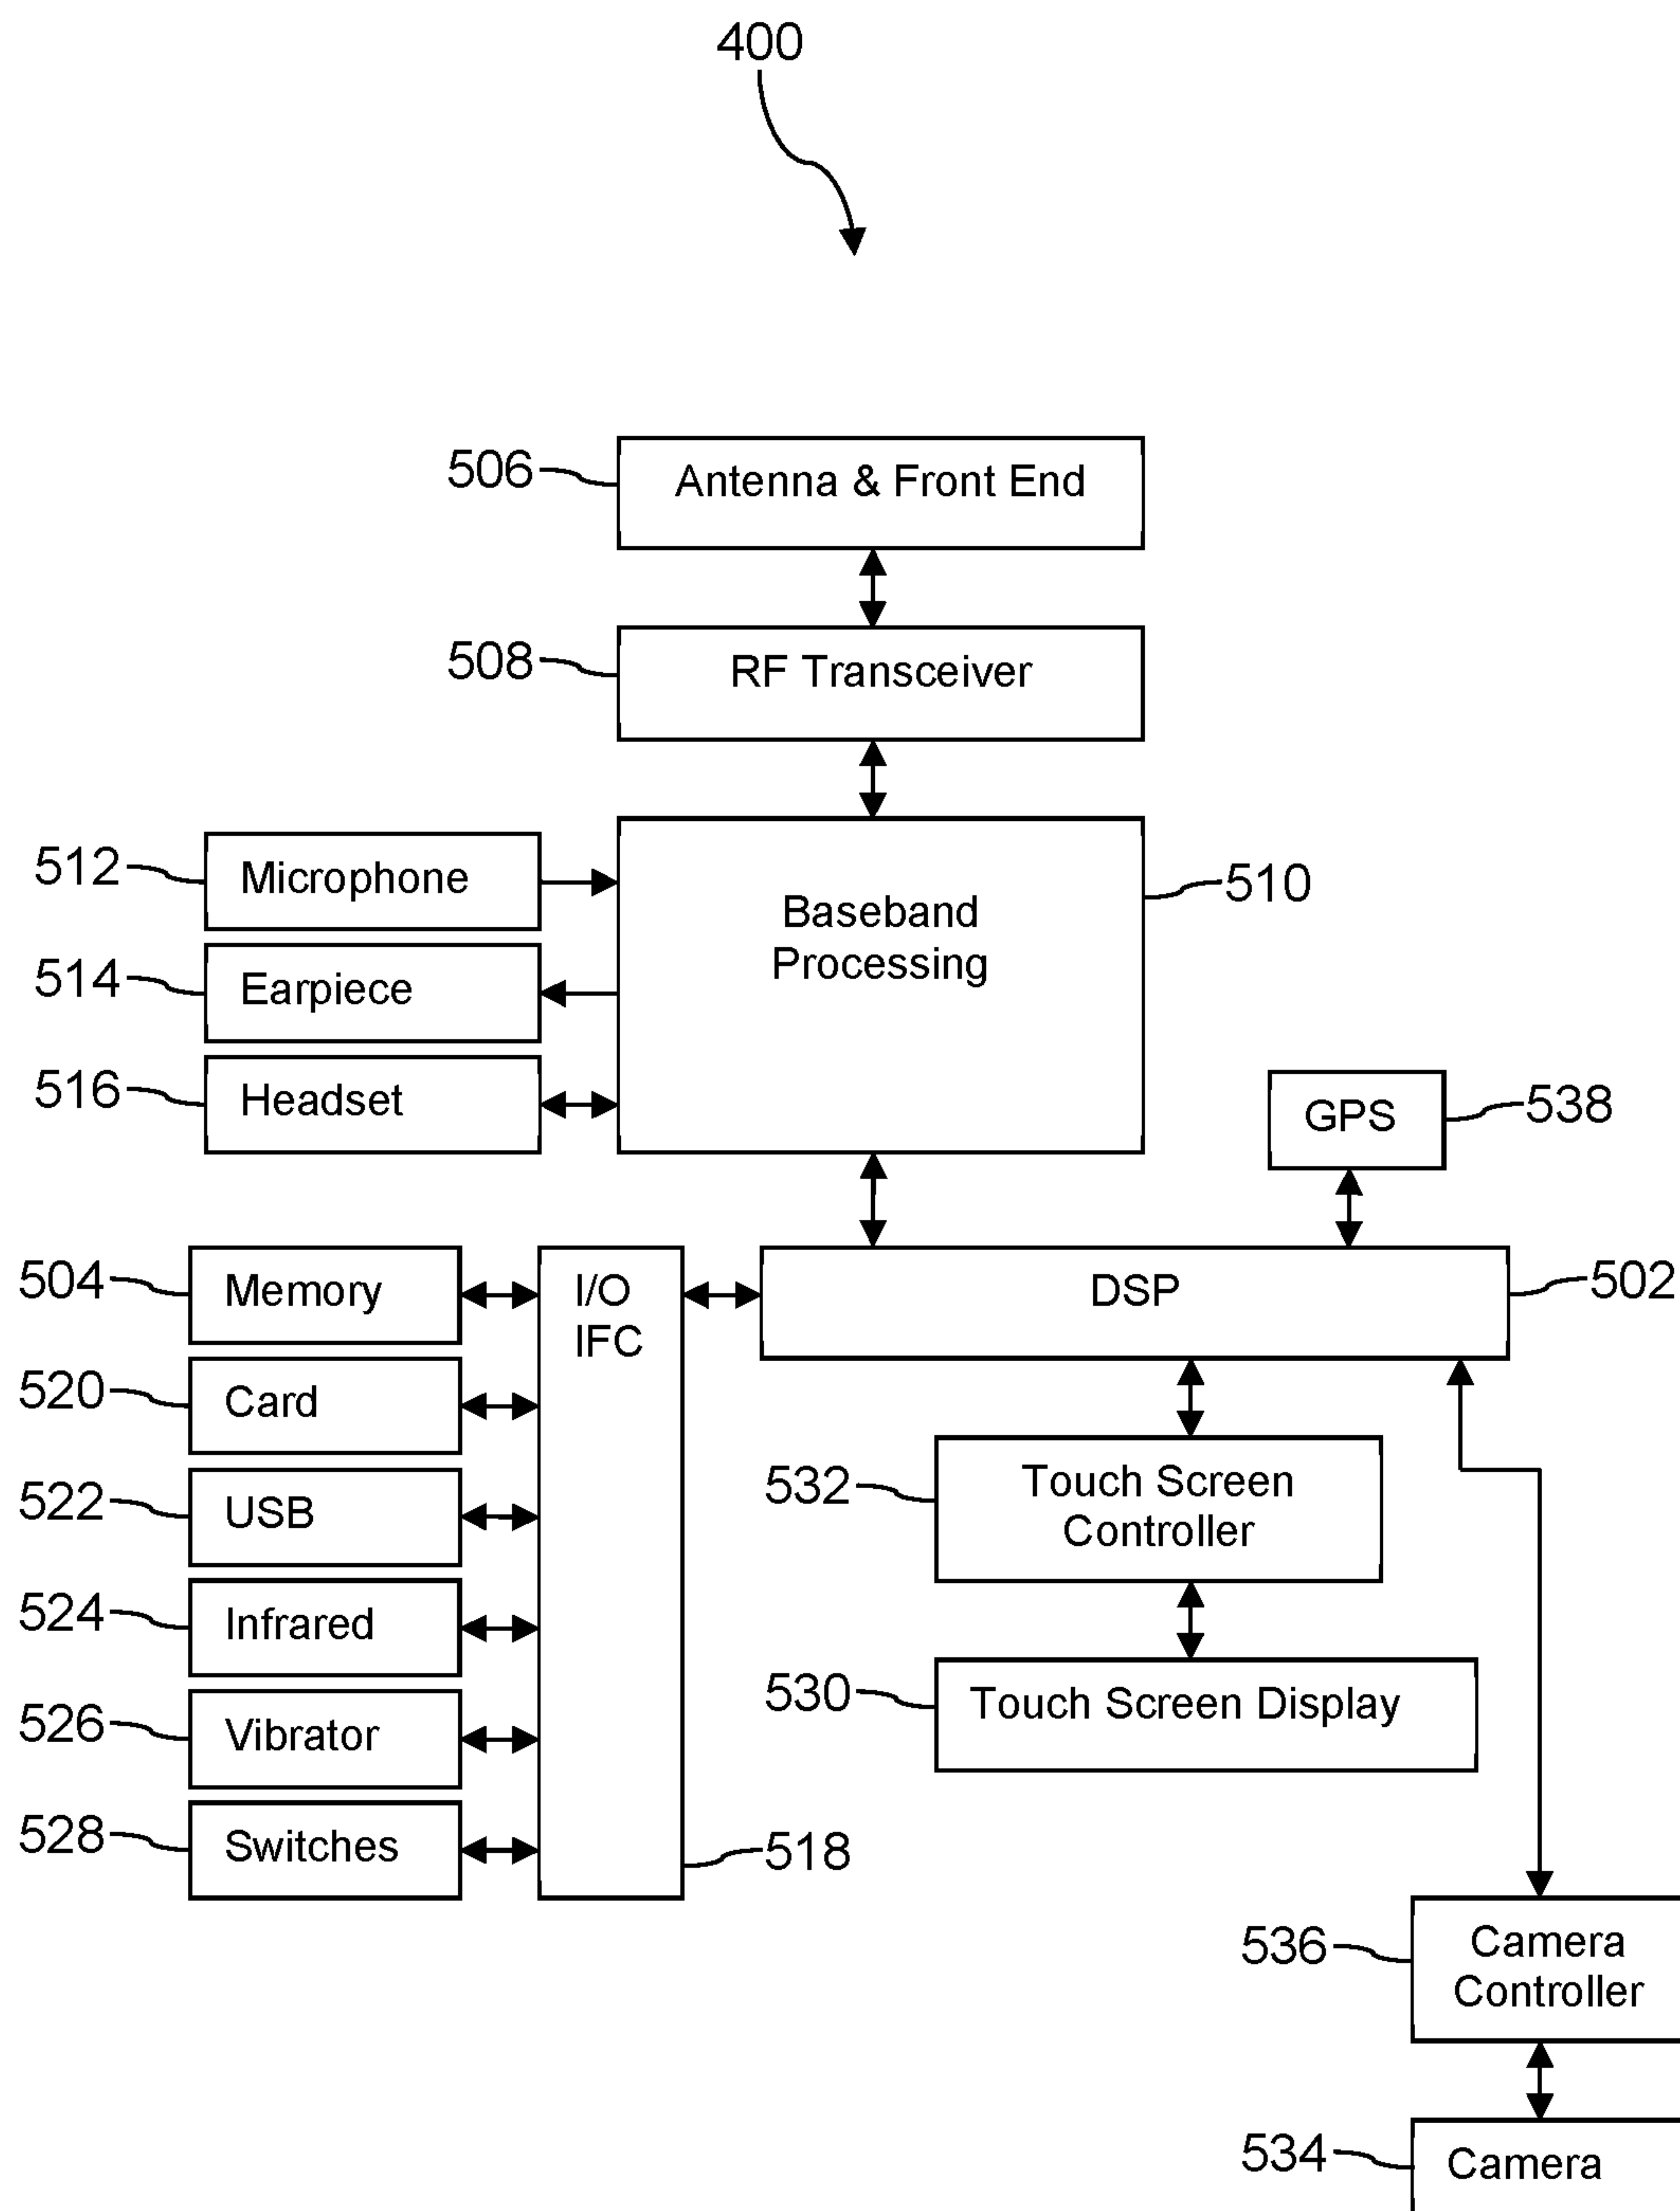 400
506
Antenna & Front End
508
RF Transceiver
512
Microphone
Baseband
Processing
510
514
Earpiece
516
Headset
GPS
538
504
Memory
I/O
IFC
DSP
502
520
Card
522
USB
532
Touch Screen
Controller
524
Infrared
526
Vibrator
530
Touch Screen Display
528
Switches
518
536
Camera
Controller
534
Camera